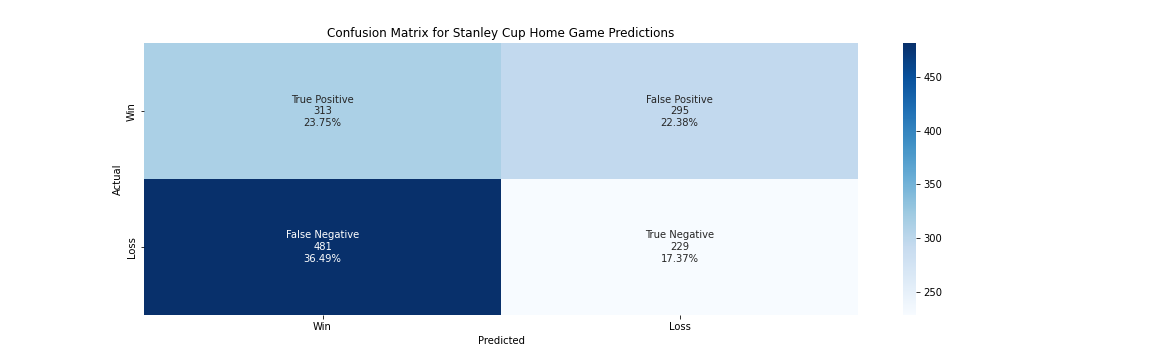 Confusion Matrix for Stanley Cup Home Game Predictions
True Positive
313
23.75%
False Positive
295
22.38%
False Negative
481
36.49%
True Negative
229
17.37%
Win
Loss
Actual
Win
Loss
Predicted
450
400
350
300
250